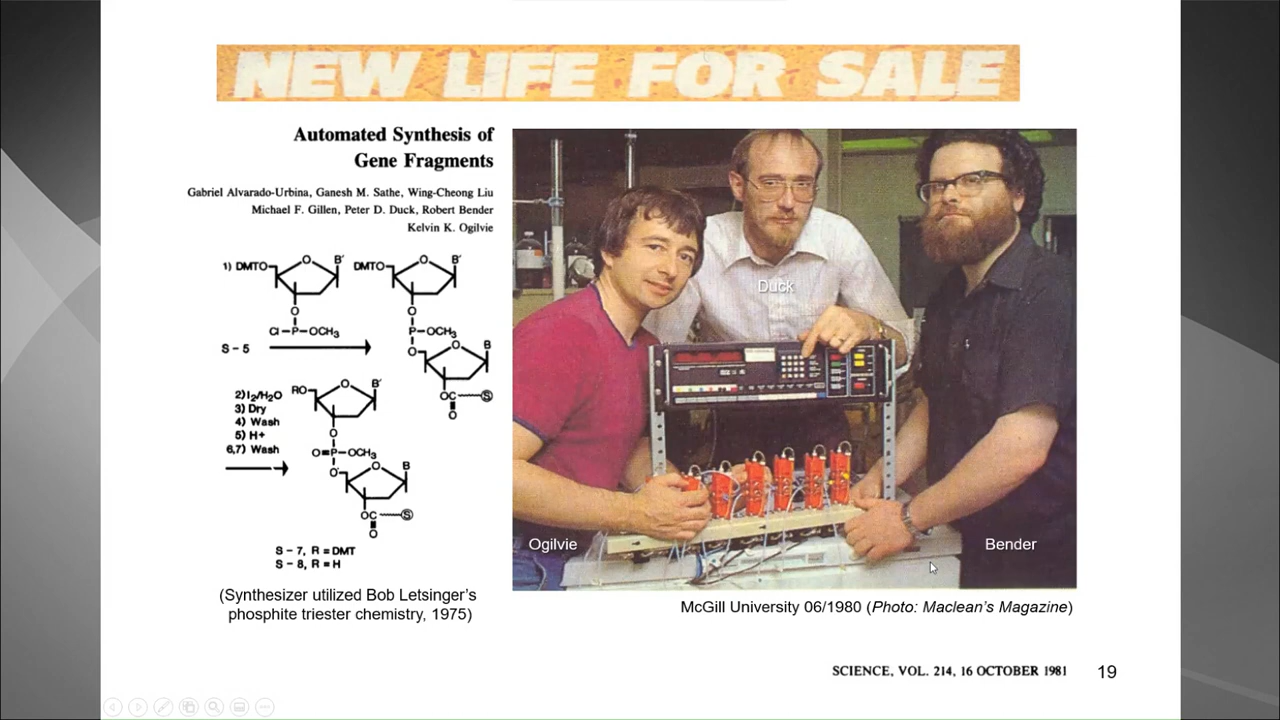 NEW LIFE FOR SALE
Automated Synthesis of
Gene Fragments
Gabriel Alvarado-Urbina, Ganesh M. Sathe, Wing-Cheong Liu
Michael F. Gillen, Peter D. Duck, Robert Bender
Kelvin K. Ogilvie
1) DMTO
B'
O
O
Cl-P-OCH₃
S-5
DMTO
B'
O
O
P-OCH₃
O
O
B
OC
S
O
2) I₂/H₂O
3) Dry
4) Wash
5) H+
6,7) Wash
RO
O
B'
O
O=P-OCH₃
O
O
B
OC
S
O
S-7, R = DMT
S-8, R = H
(Synthesizer utilized Bob Letsinger's
phosphite triester chemistry, 1975)
Duck
Ogilvie
Bender
McGill University 06/1980 (Photo: Maclean's Magazine)
SCIENCE, VOL. 214, 16 OCTOBER 1981
19